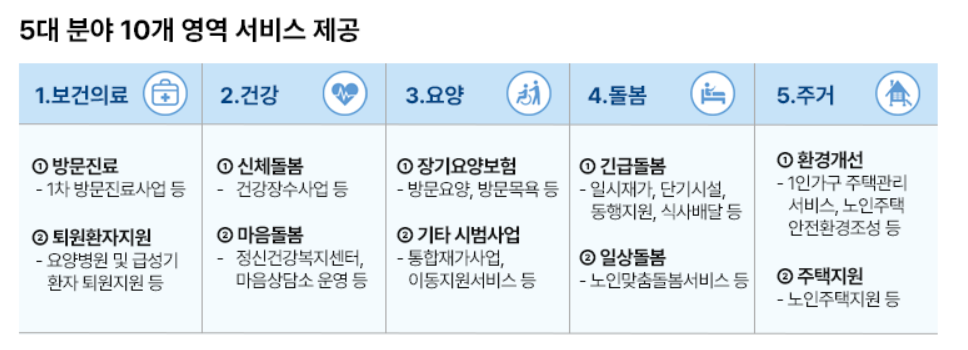 5대 분야 10개 영역 서비스 제공
1.보건의료
① 방문진료
- 1차 방문진료사업 등
② 퇴원환자지원
- 요양병원 및 급성기
환자 퇴원지원 등
2.건강
① 신체돌봄
- 건강장수사업 등
② 마음돌봄
- 정신건강복지센터,
마음상담소 운영 등
3.요양
① 장기요양보험
- 방문요양, 방문목욕 등
② 기타 시범사업
- 통합재가사업,
이동지원서비스 등
4.돌봄
① 긴급돌봄
- 일시재가, 단기시설,
동행지원, 식사배달 등
② 일상돌봄
- 노인맞춤돌봄서비스 등
5.주거
① 환경개선
- 1인가구 주택관리
서비스, 노인주택
안전환경조성 등
② 주택지원
- 노인주택지원 등